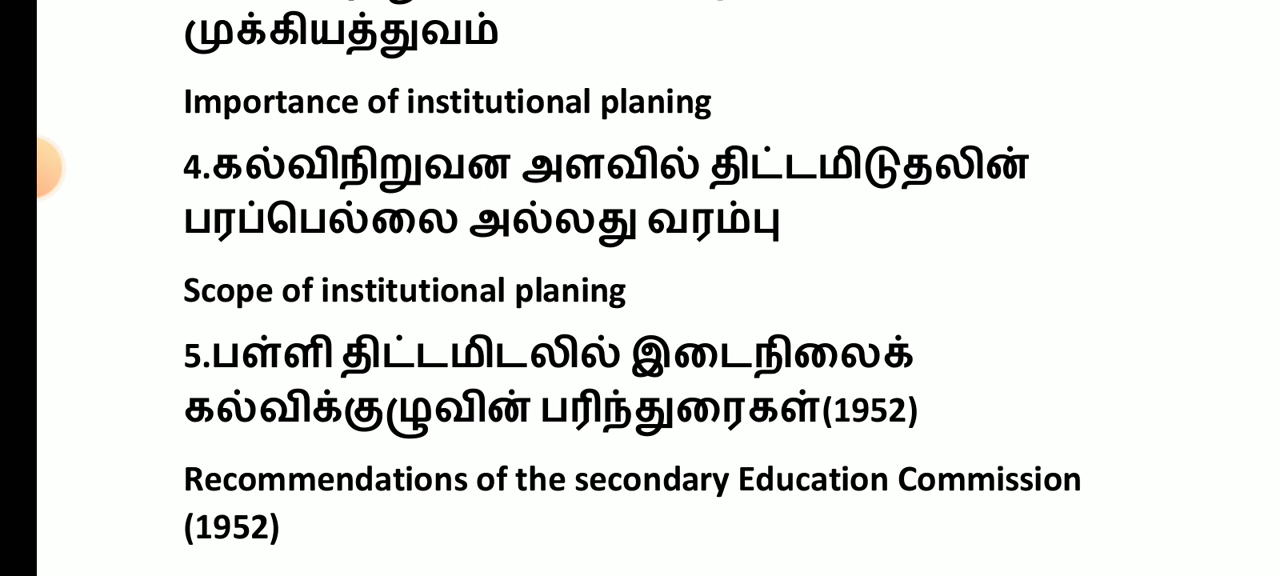 முக்கியத்துவம்
Importance of institutional planing
4.கல்விநிறுவன அளவில் திட்டமிடுதலின்
பரப்பெல்லை அல்லது வரம்பு
Scope of institutional planing
5.பள்ளி திட்டமிடலில் இடைநிலைக்
கல்விக்குழுவின் பரிந்துரைகள்(1952)
Recommendations of the secondary Education Commission
(1952)